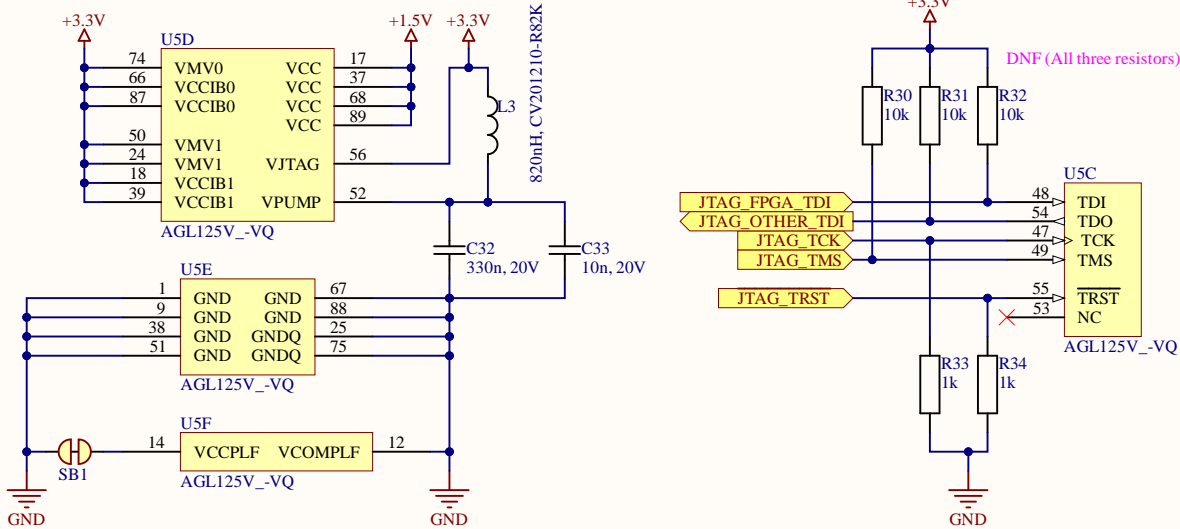 +3.3V
+1.5V
+3.3V
U5D
74
66
87
50
24
18
39
VMV0
VCCIB0
VCCIB0
VMV1
VMV1
VCCIB1
VCCIB1
VCC
VCC
VCC
VCC
VJTAG
VPUMP
17
37
68
89
56
52
AGL125V_-VQ
L3
820nH, CV201210-R82K
C32
330n, 20V
C33
10n, 20V
U5E
1
9
38
51
GND
GND
GND
GND
GND
GND
GNDQ
GNDQ
67
88
25
75
AGL125V_-VQ
U5F
14
VCCPLF
VCOMPLF
12
AGL125V_-VQ
SB1
GND
GND
+3.3V
DNF (All three resistors)
R30
10k
R31
10k
R32
10k
JTAG_FPGA_TDI
JTAG_OTHER_TDI
JTAG_TCK
JTAG_TMS
JTAG_TRST
U5C
48
54
47
49
55
53
TDI
TDO
TCK
TMS
TRST
NC
AGL125V_-VQ
R33
1k
R34
1k
GND